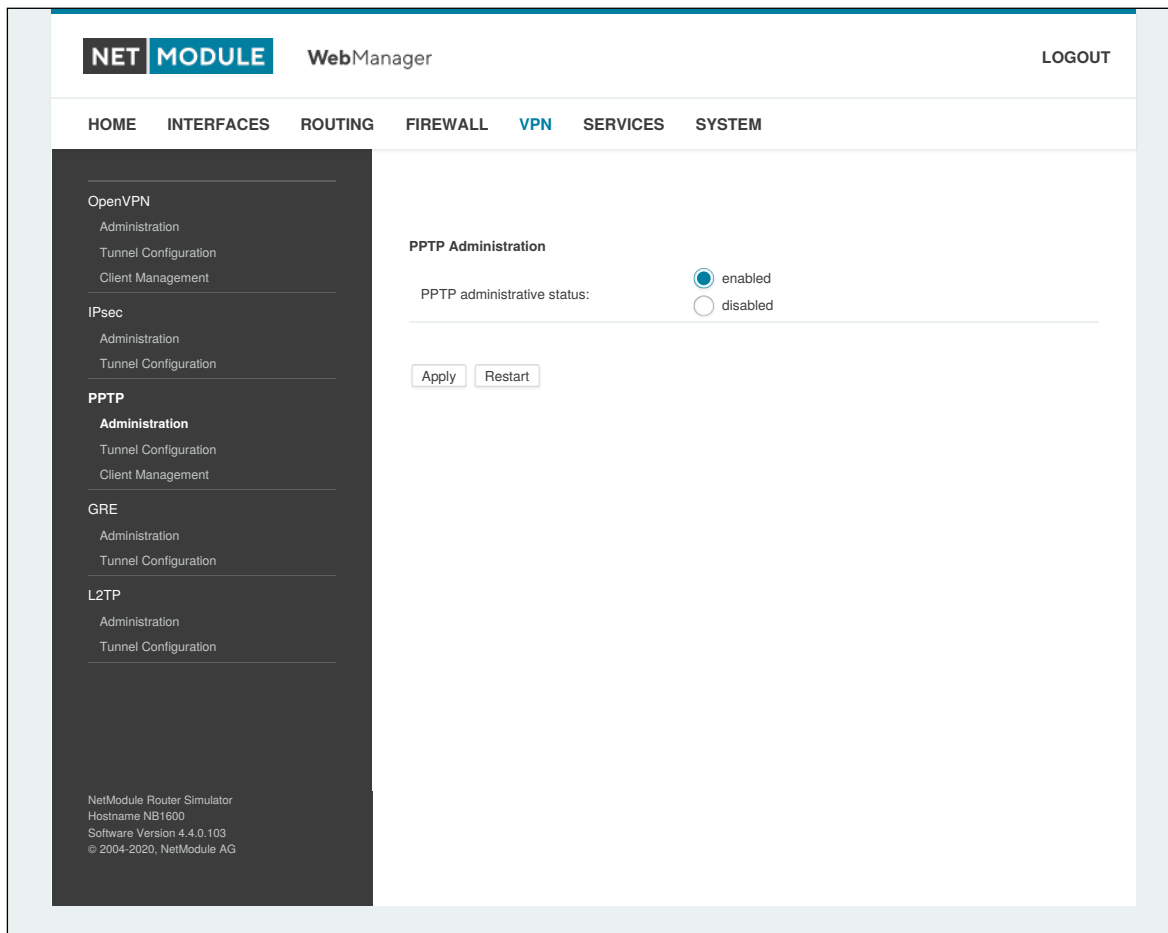 NET MODULE WebManager LOGOUT
HOME INTERFACES ROUTING FIREWALL VPN SERVICES SYSTEM
OpenVPN
Administration
Tunnel Configuration
Client Management
IPsec
Administration
Tunnel Configuration
PPTP
Administration
Tunnel Configuration
Client Management
GRE
Administration
Tunnel Configuration
L2TP
Administration
Tunnel Configuration
NetModule Router Simulator
Hostname NB1600
Software Version 4.4.0.103
© 2004-2020, NetModule AG
PPTP Administration
PPTP administrative status:
enabled
disabled
Apply Restart